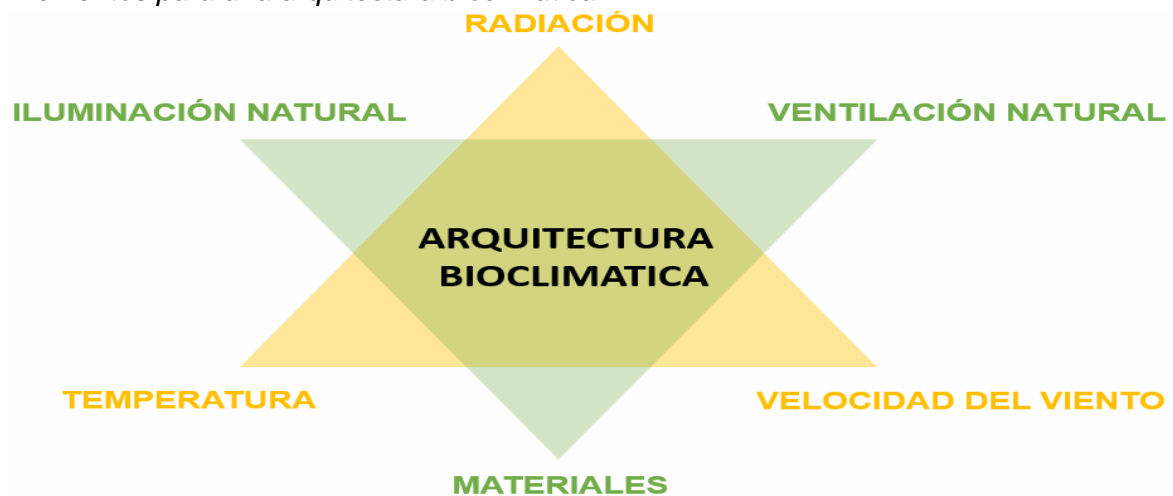 RADIACIÓN
ILUMINACIÓN NATURAL
VENTILACIÓN NATURAL
ARQUITECTURA
BIOCLIMATICA
TEMPERATURA
VELOCIDAD DEL VIENTO
MATERIALES